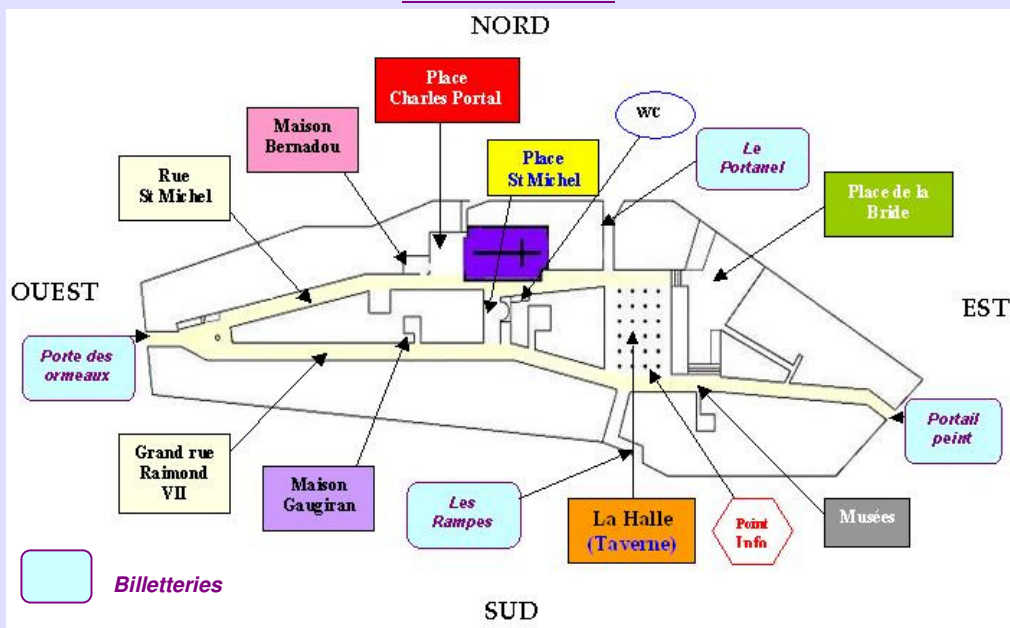 NORD
Place
Charles Portal
WC
Maison
Bernadou
Le
Portanel
Place
St Michel
Rue
St Michel
Place de la
Bride
OUEST
EST
Porte des
ormeaux
Portail
peint
Grand rue
Raimond
VII
Maison
Gaugiran
Les
Rampes
La Halle
(Taverne)
Point
Info
Musées
Billetteries
SUD